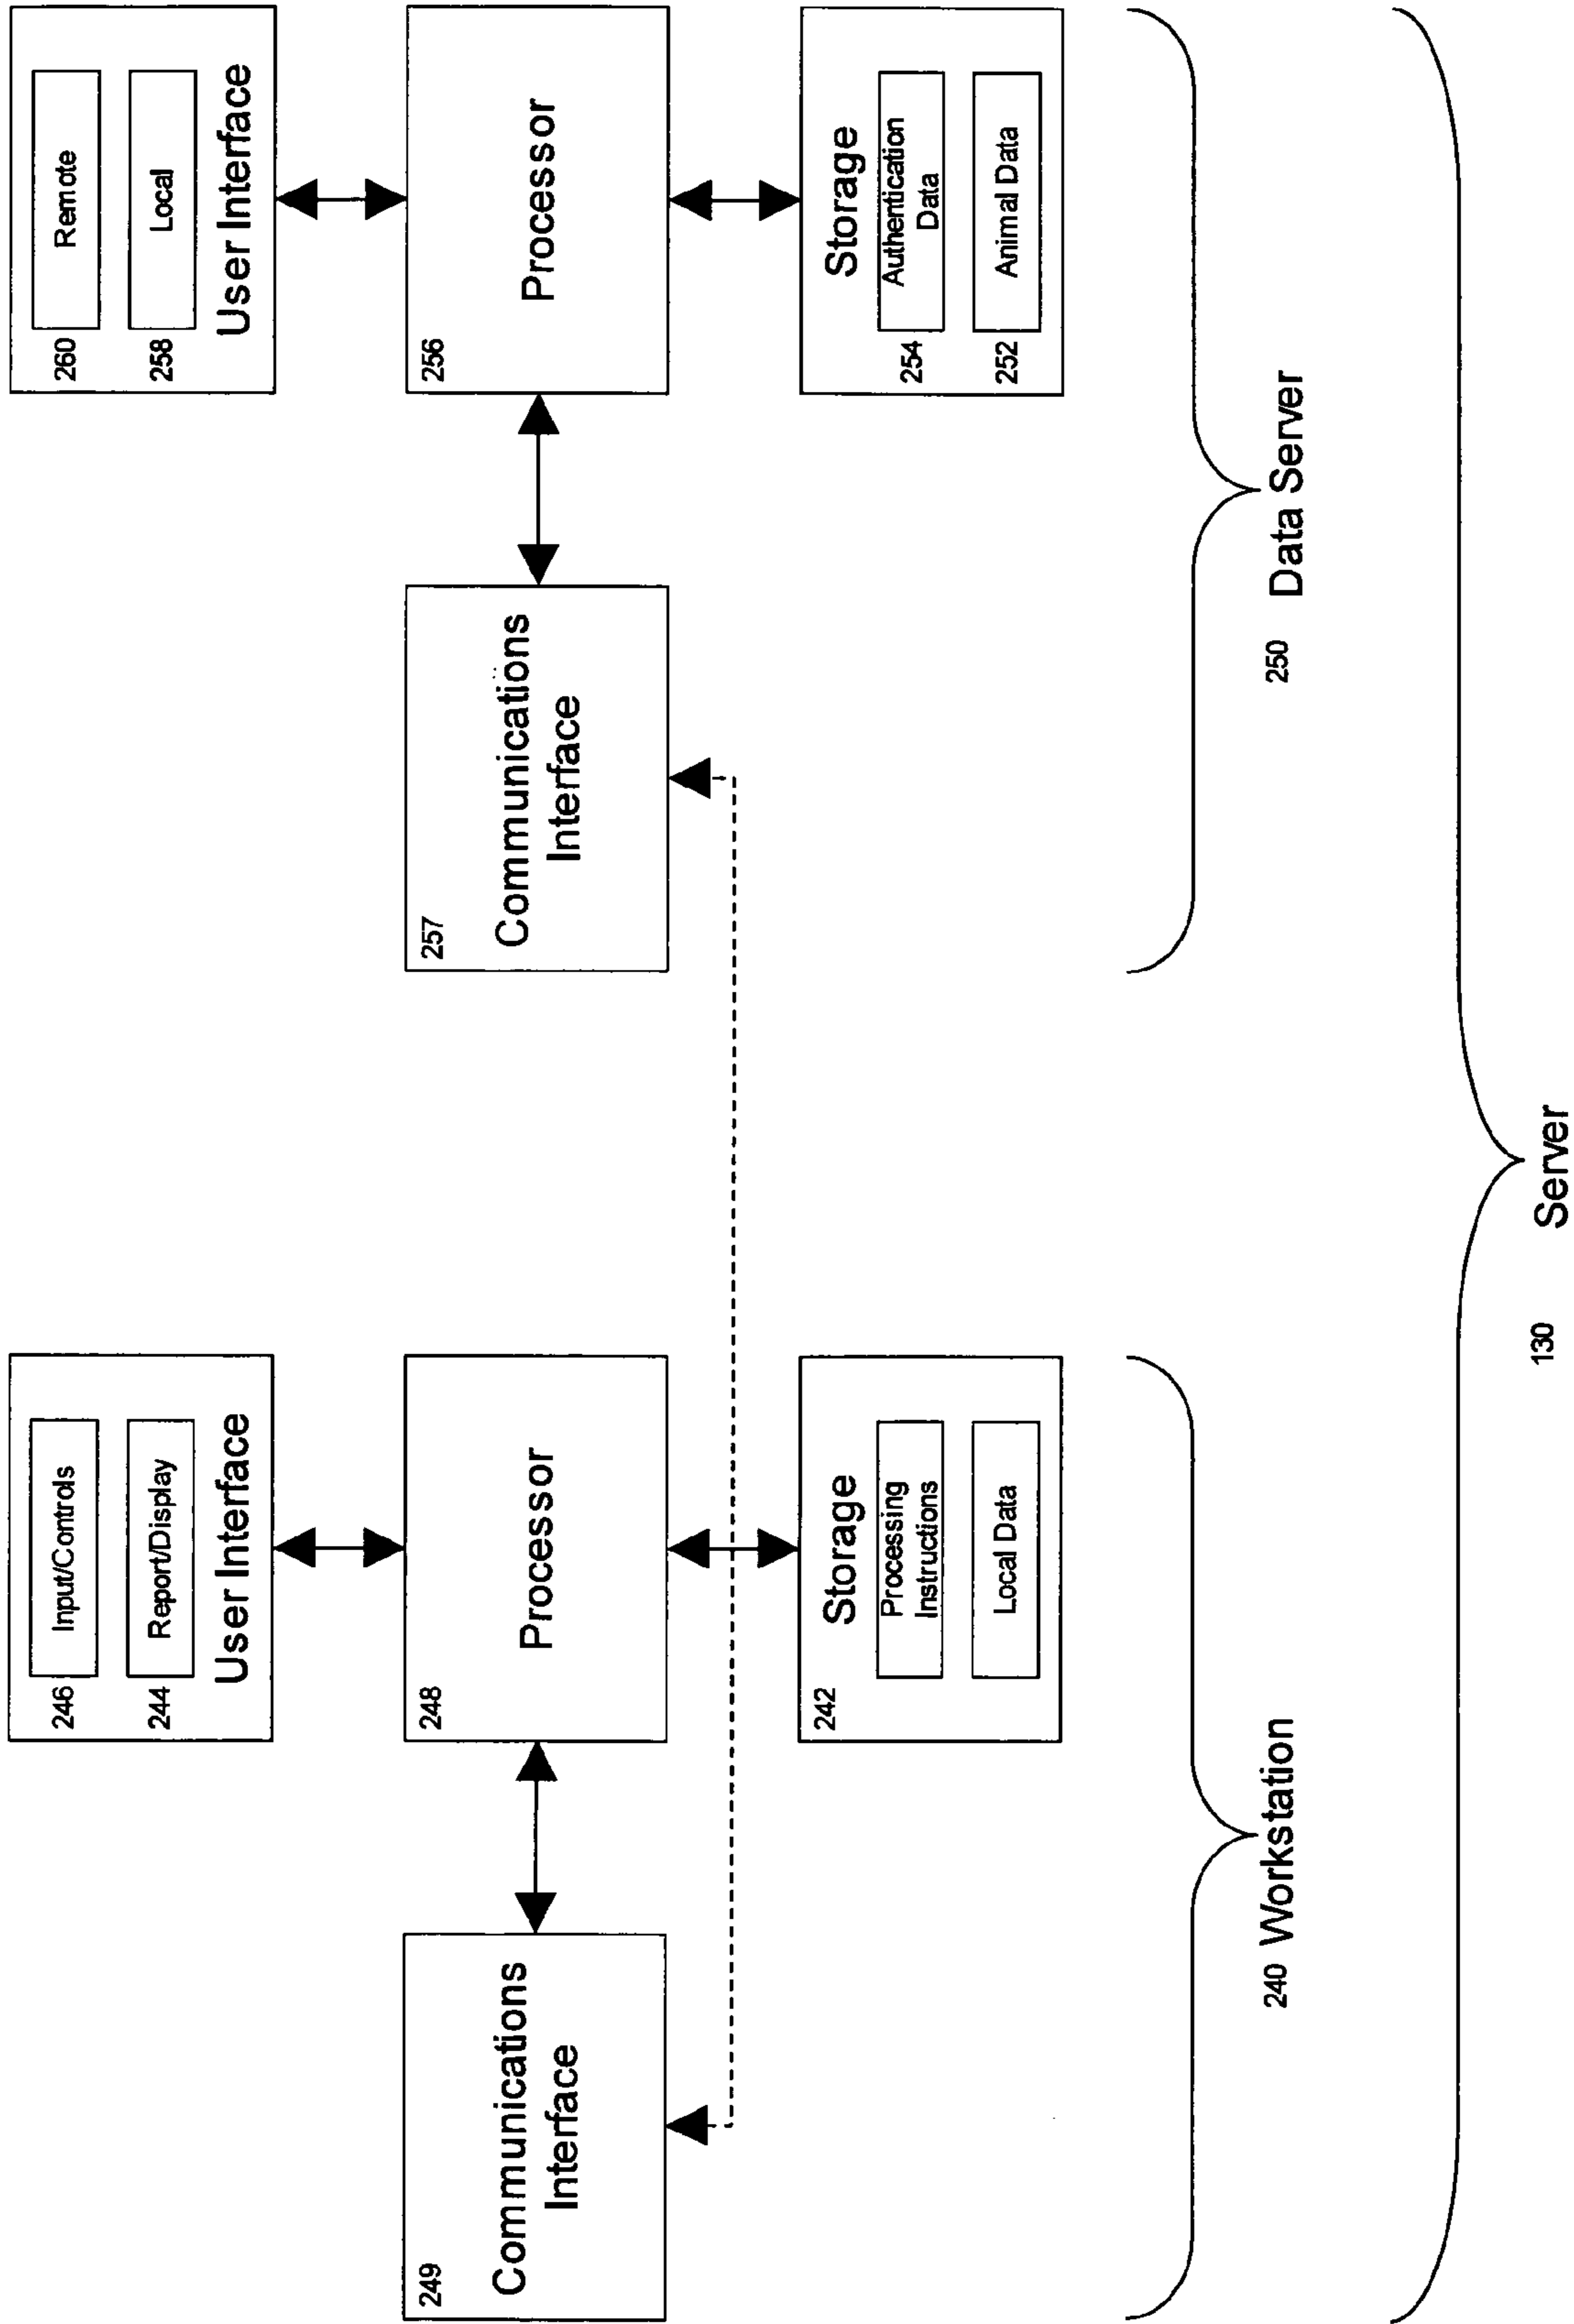 246 Input/Controls
244 Report/Display
User Interface
249
Communications
Interface
248
Processor
242
Storage
Processing
Instructions
Local Data
240 Workstation
260 Remote
258 Local
User Interface
257
Communications
Interface
256
Processor
Storage
254 Authentication
Data
252 Animal Data
250 Data Server
130 Server